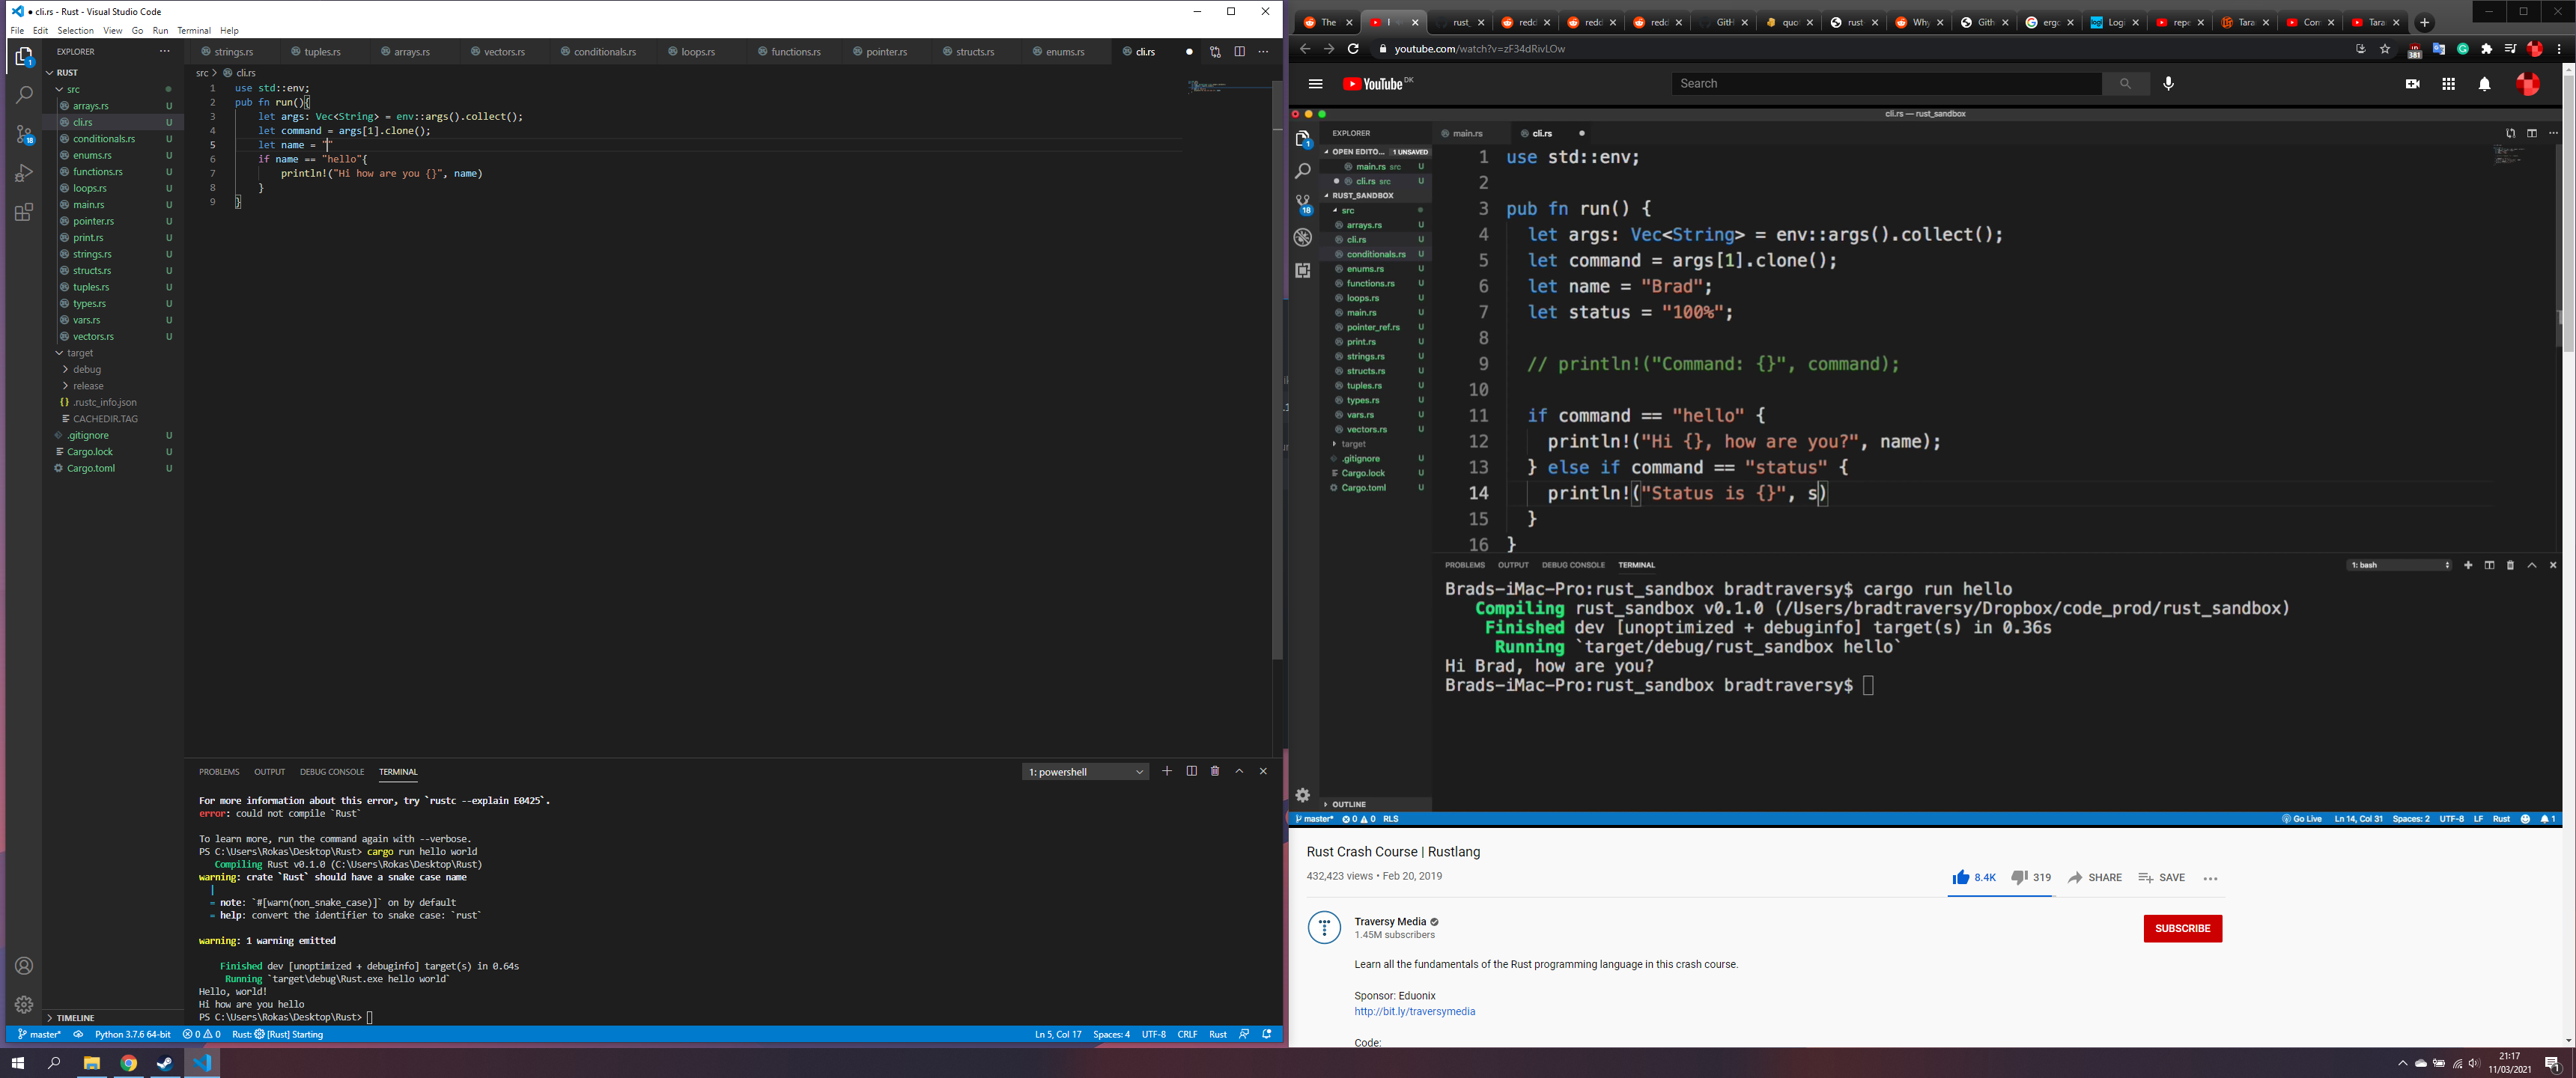 cli.rs - Rust - Visual Studio Code
File Edit Selection View Go Run Terminal Help
EXPLORER
RUST
src
arrays.rs U
cli.rs U
conditionals.rs U
enums.rs U
functions.rs U
loops.rs U
main.rs U
pointer.rs U
print.rs U
strings.rs U
structs.rs U
tuples.rs U
types.rs U
vars.rs U
vectors.rs U
target
debug
release
{} .rustc_info.json
CACHEDIR.TAG
.gitignore U
Cargo.lock U
Cargo.toml U
TIMELINE
strings.rs tuples.rs arrays.rs vectors.rs conditionals.rs loops.rs functions.rs pointer.rs structs.rs enums.rs cli.rs
src > cli.rs
1 use std::env;
2 pub fn run(){
3 let args: Vec<String> = env::args().collect();
4 let command = args[1].clone();
5 let name = ""
6 if name == "hello"{
7 println!("Hi how are you {}", name)
8 }
9 }
PROBLEMS OUTPUT DEBUG CONSOLE TERMINAL 1: powershell
For more information about this error, try `rustc --explain E0425`.
error: could not compile `Rust`
To learn more, run the command again with --verbose.
PS C:\Users\Rokas\Desktop\Rust> cargo run hello world
Compiling Rust v0.1.0 (C:\Users\Rokas\Desktop\Rust)
warning: crate `Rust` should have a snake case name
|
= note: `#[warn(non_snake_case)]` on by default
= help: convert the identifier to snake case: `rust`
warning: 1 warning emitted
Finished dev [unoptimized + debuginfo] target(s) in 0.64s
Running `target\debug\Rust.exe hello world`
Hello, world!
Hi how are you hello
PS C:\Users\Rokas\Desktop\Rust>
master* Python 3.7.6 64-bit 0 0 Rust: [Rust] Starting Ln 5, Col 17 Spaces: 4 UTF-8 CRLF Rust
The rust_ redd redd redd GitH quo rust Why Gith ergo Logi repe Tara Con Tara
youtube.com/watch?v=zF34dRivLOw
381
YouTube DK
Search
cli.rs — rust_sandbox
EXPLORER
OPEN EDITO... 1 UNSAVED
main.rs src U
cli.rs src U
RUST_SANDBOX
src
arrays.rs U
cli.rs U
conditionals.rs U
enums.rs U
functions.rs U
loops.rs U
main.rs U
pointer_ref.rs U
print.rs U
strings.rs U
structs.rs U
tuples.rs U
types.rs U
vars.rs U
vectors.rs U
target
.gitignore U
Cargo.lock U
Cargo.toml U
OUTLINE
main.rs cli.rs
1 use std::env;
2
3 pub fn run() {
4 let args: Vec<String> = env::args().collect();
5 let command = args[1].clone();
6 let name = "Brad";
7 let status = "100%";
8
9 // println!("Command: {}", command);
10
11 if command == "hello" {
12 println!("Hi {}, how are you?", name);
13 } else if command == "status" {
14 println!("Status is {}", s)
15 }
16 }
PROBLEMS OUTPUT DEBUG CONSOLE TERMINAL 1: bash
Brads-iMac-Pro:rust_sandbox bradtraversy$ cargo run hello
Compiling rust_sandbox v0.1.0 (/Users/bradtraversy/Dropbox/code_prod/rust_sandbox)
Finished dev [unoptimized + debuginfo] target(s) in 0.36s
Running `target/debug/rust_sandbox hello`
Hi Brad, how are you?
Brads-iMac-Pro:rust_sandbox bradtraversy$
master* 0 0 RLS Go Live Ln 14, Col 31 Spaces: 2 UTF-8 LF Rust 1
Rust Crash Course | Rustlang
432,423 views • Feb 20, 2019
8.4K 319 SHARE SAVE
Traversy Media
1.45M subscribers
SUBSCRIBE
Learn all the fundamentals of the Rust programming language in this crash course.
Sponsor: Eduonix
http://bit.ly/traversymedia
Code:
21:17
11/03/2021